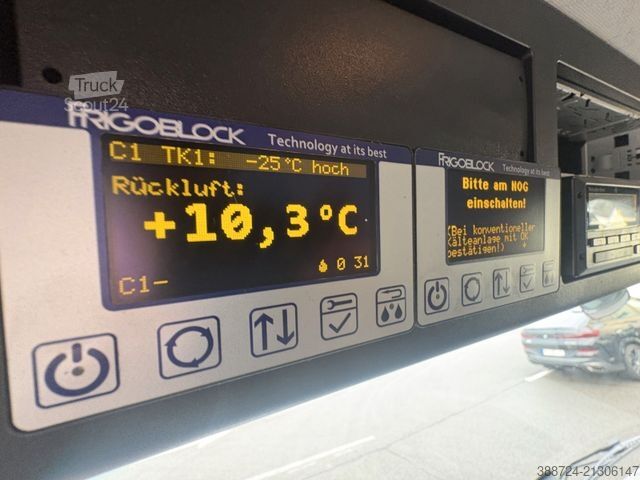 Truck
Scout24
FRIGOBLOCK
Technology at its best
C1 TK1: -25°C hoch
Rückluft:
+10,3°C
0 31
C1-
FRIGOBLOCK
Technology at its best
Bitte am NOG
einschalten!
(Bei konventioneller
Kälteanlage mit OK
bestätigen!)
388724-21306147